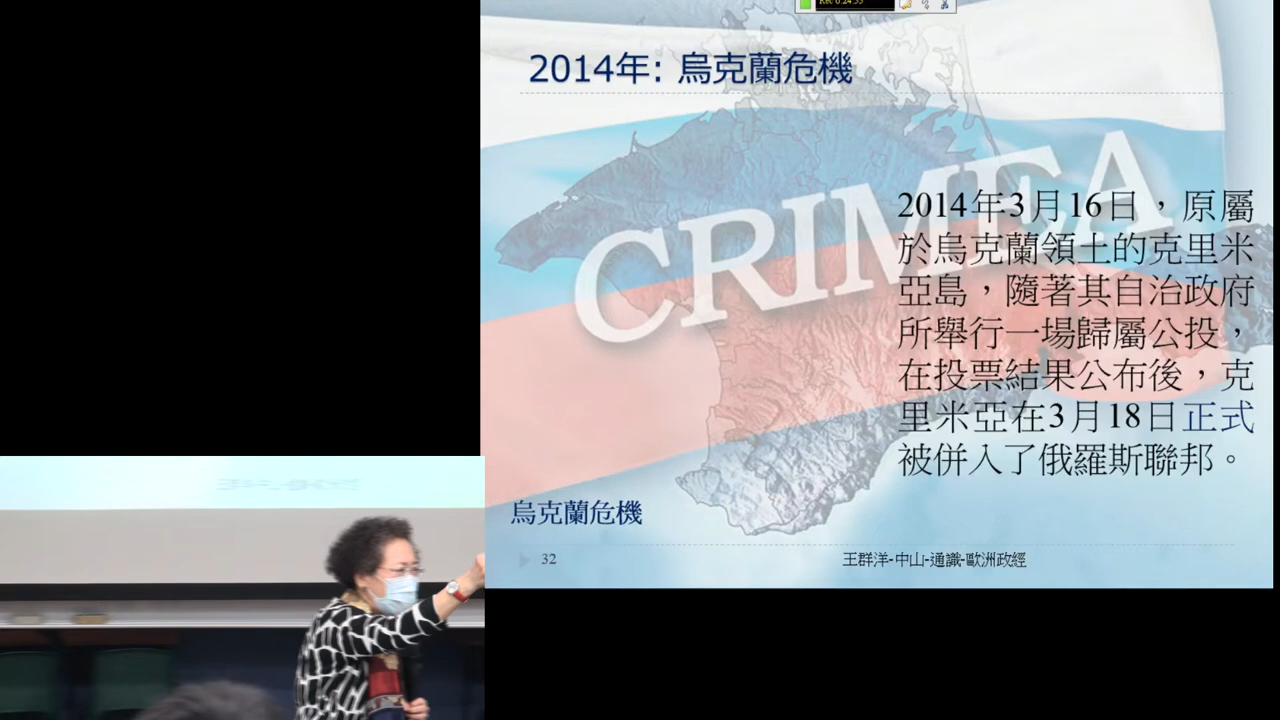 Rec 0:24:55
2014年: 烏克蘭危機
CRIMEA
2014年3月16日，原屬
於烏克蘭領土的克里米
亞島，隨著其自治政府
所舉行一場歸屬公投，
在投票結果公布後，克
里米亞在3月18日正式
被併入了俄羅斯聯邦。
烏克蘭危機
32
王群洋-中山-通識-歐洲政經